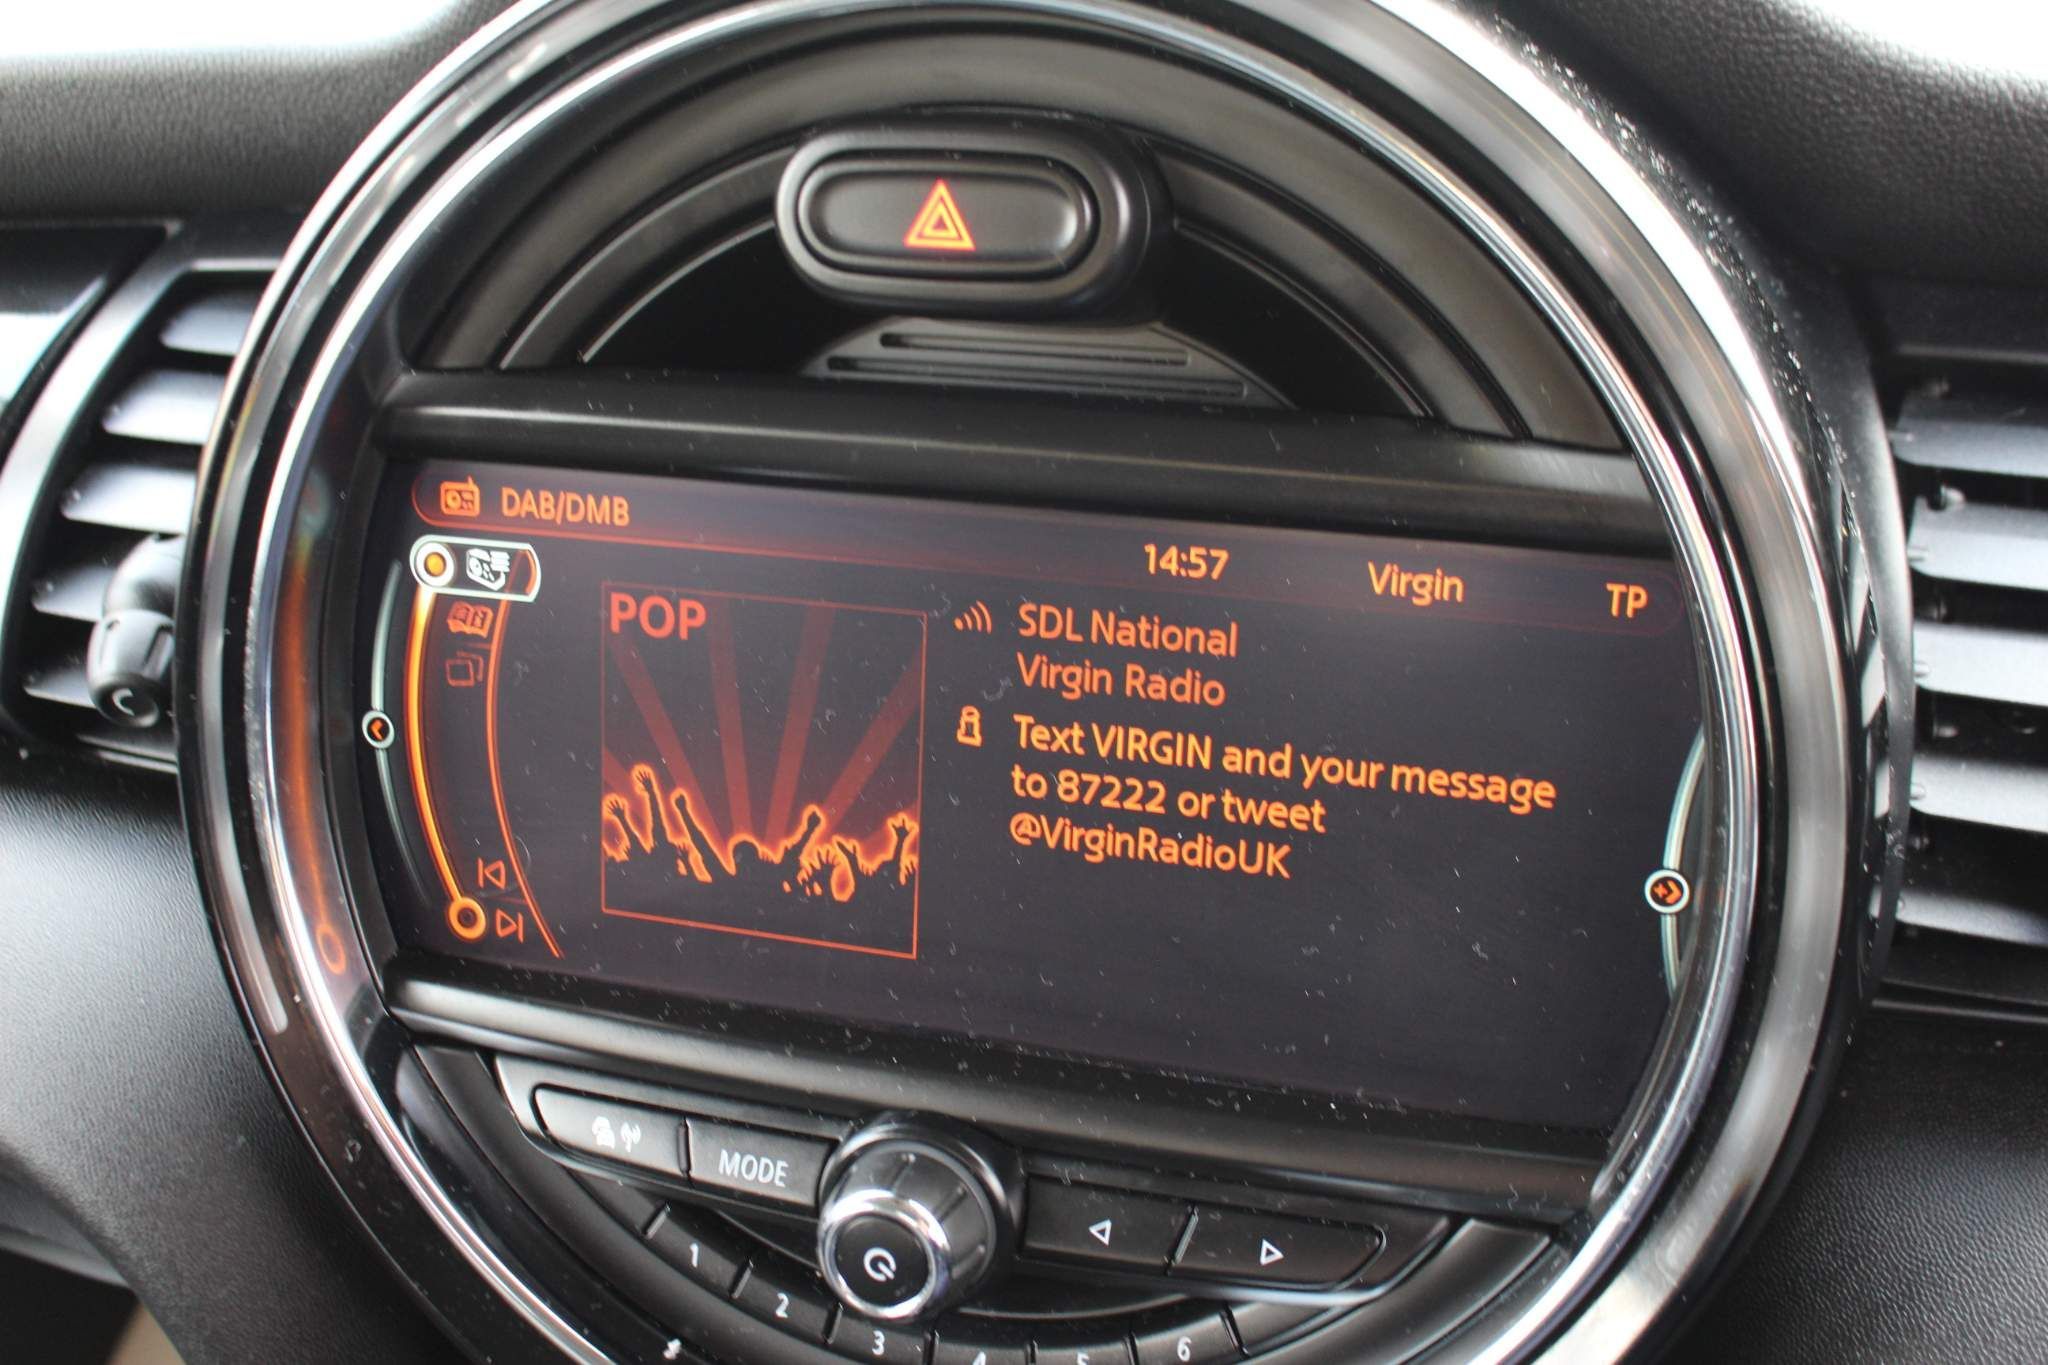 DAB/DMB
14:57 Virgin TP
POP
SDL National
Virgin Radio
Text VIRGIN and your message
to 87222 or tweet
@VirginRadioUK
MODE
1
2
3
4
5
6